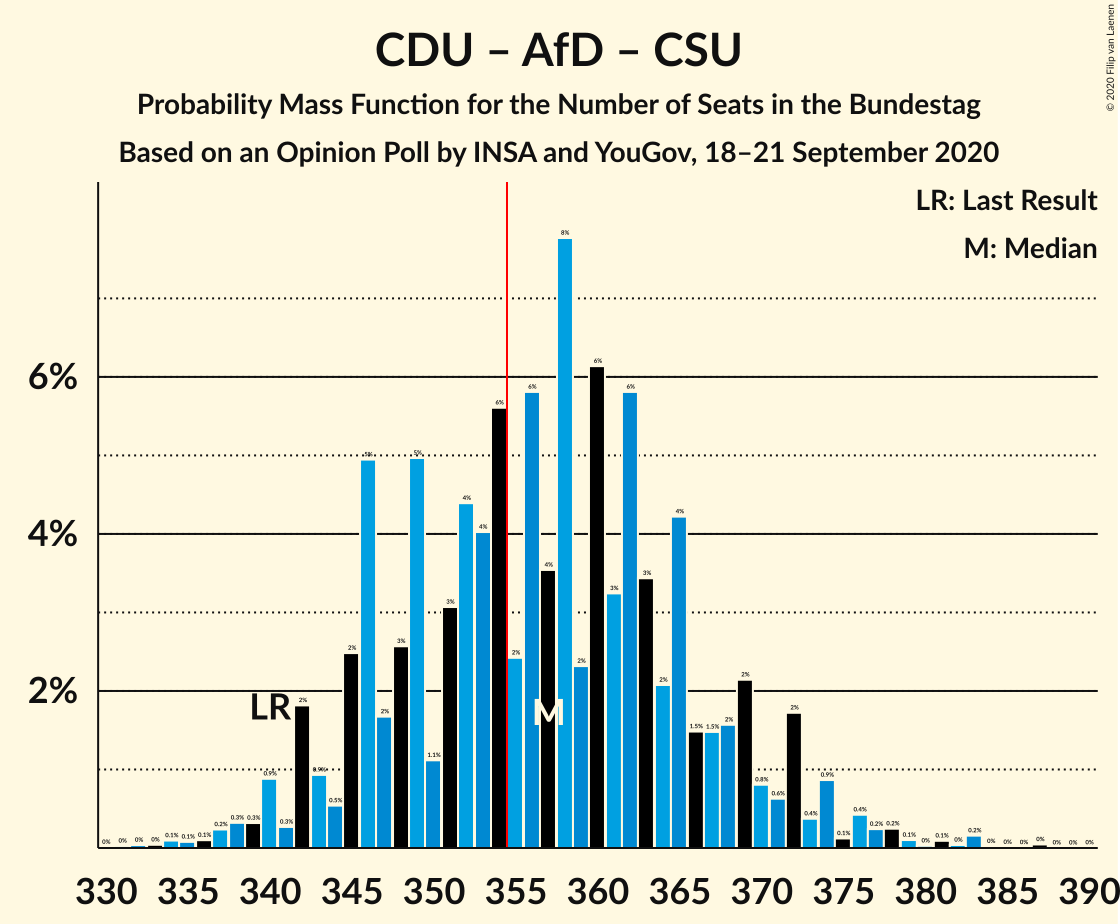 CDU – AfD – CSU
Probability Mass Function for the Number of Seats in the Bundestag
Based on an Opinion Poll by INSA and YouGov, 18–21 September 2020
© 2020 Filip van Laenen
LR: Last Result
M: Median
6%
4%
2%
LR
M
0% 0% 0% 0% 0.1% 0.1% 0.1% 0.2% 0.3% 0.3% 0.9% 0.3% 2% 0.9% 0.5% 2% 5% 2% 3% 5% 1.1% 3% 4% 4% 6% 2% 6% 4% 8% 2% 6% 3% 6% 3% 2% 4% 1.5% 1.5% 2% 2% 0.8% 0.6% 2% 0.4% 0.9% 0.1% 0.4% 0.2% 0.2% 0.1% 0% 0.1% 0% 0.2% 0% 0% 0% 0% 0% 0% 0%
330 335 340 345 350 355 360 365 370 375 380 385 390